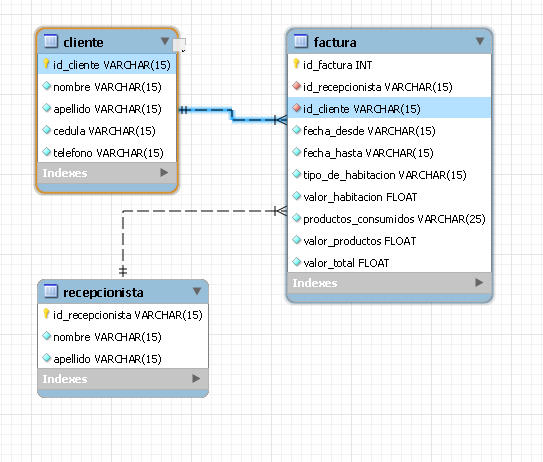 cliente
id_cliente VARCHAR(15)
nombre VARCHAR(15)
apellido VARCHAR(15)
cedula VARCHAR(15)
telefono VARCHAR(15)
Indexes
factura
id_factura INT
id_recepcionista VARCHAR(15)
id_cliente VARCHAR(15)
fecha_desde VARCHAR(15)
fecha_hasta VARCHAR(15)
tipo_de_habitacion VARCHAR(15)
valor_habitacion FLOAT
productos_consumidos VARCHAR(25)
valor_productos FLOAT
valor_total FLOAT
Indexes
recepcionista
id_recepcionista VARCHAR(15)
nombre VARCHAR(15)
apellido VARCHAR(15)
Indexes